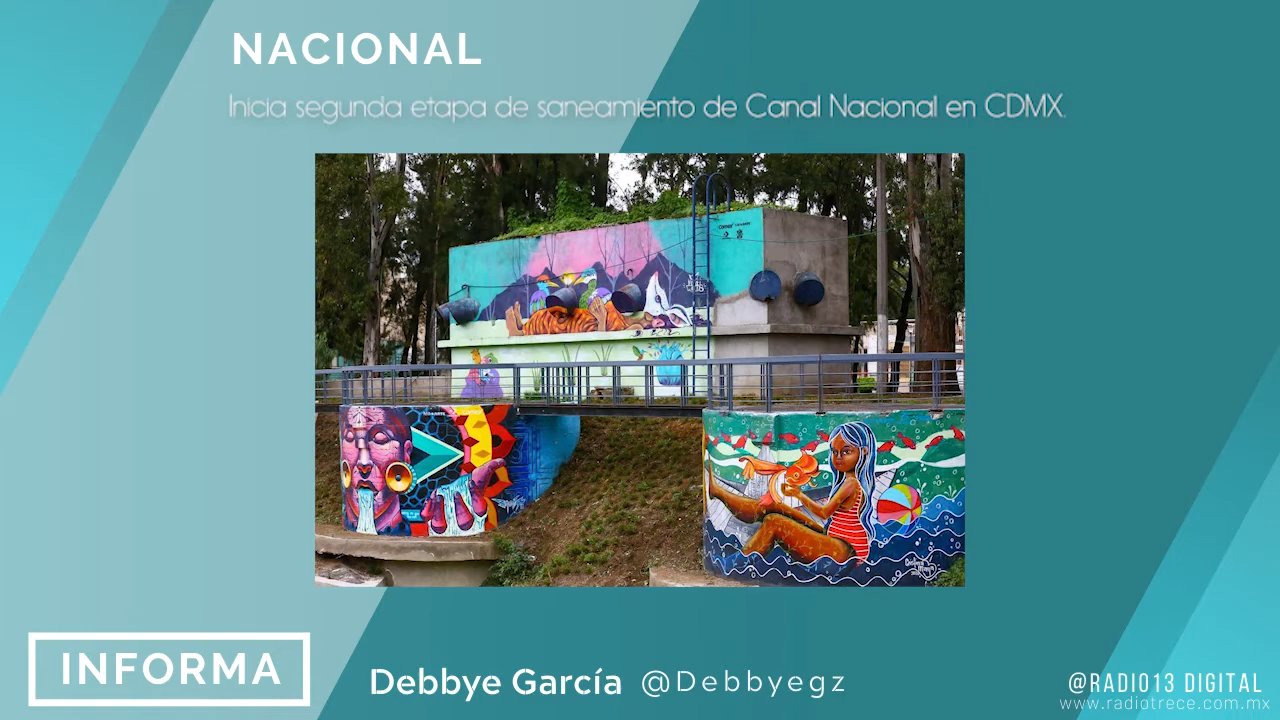 NACIONAL
Inicia segunda etapa de saneamiento de Canal Nacional en CDMX.
INFORMA
Debbye García @Debbyegz
@RADIO13 DIGITAL
www.radiotrece.com.mx